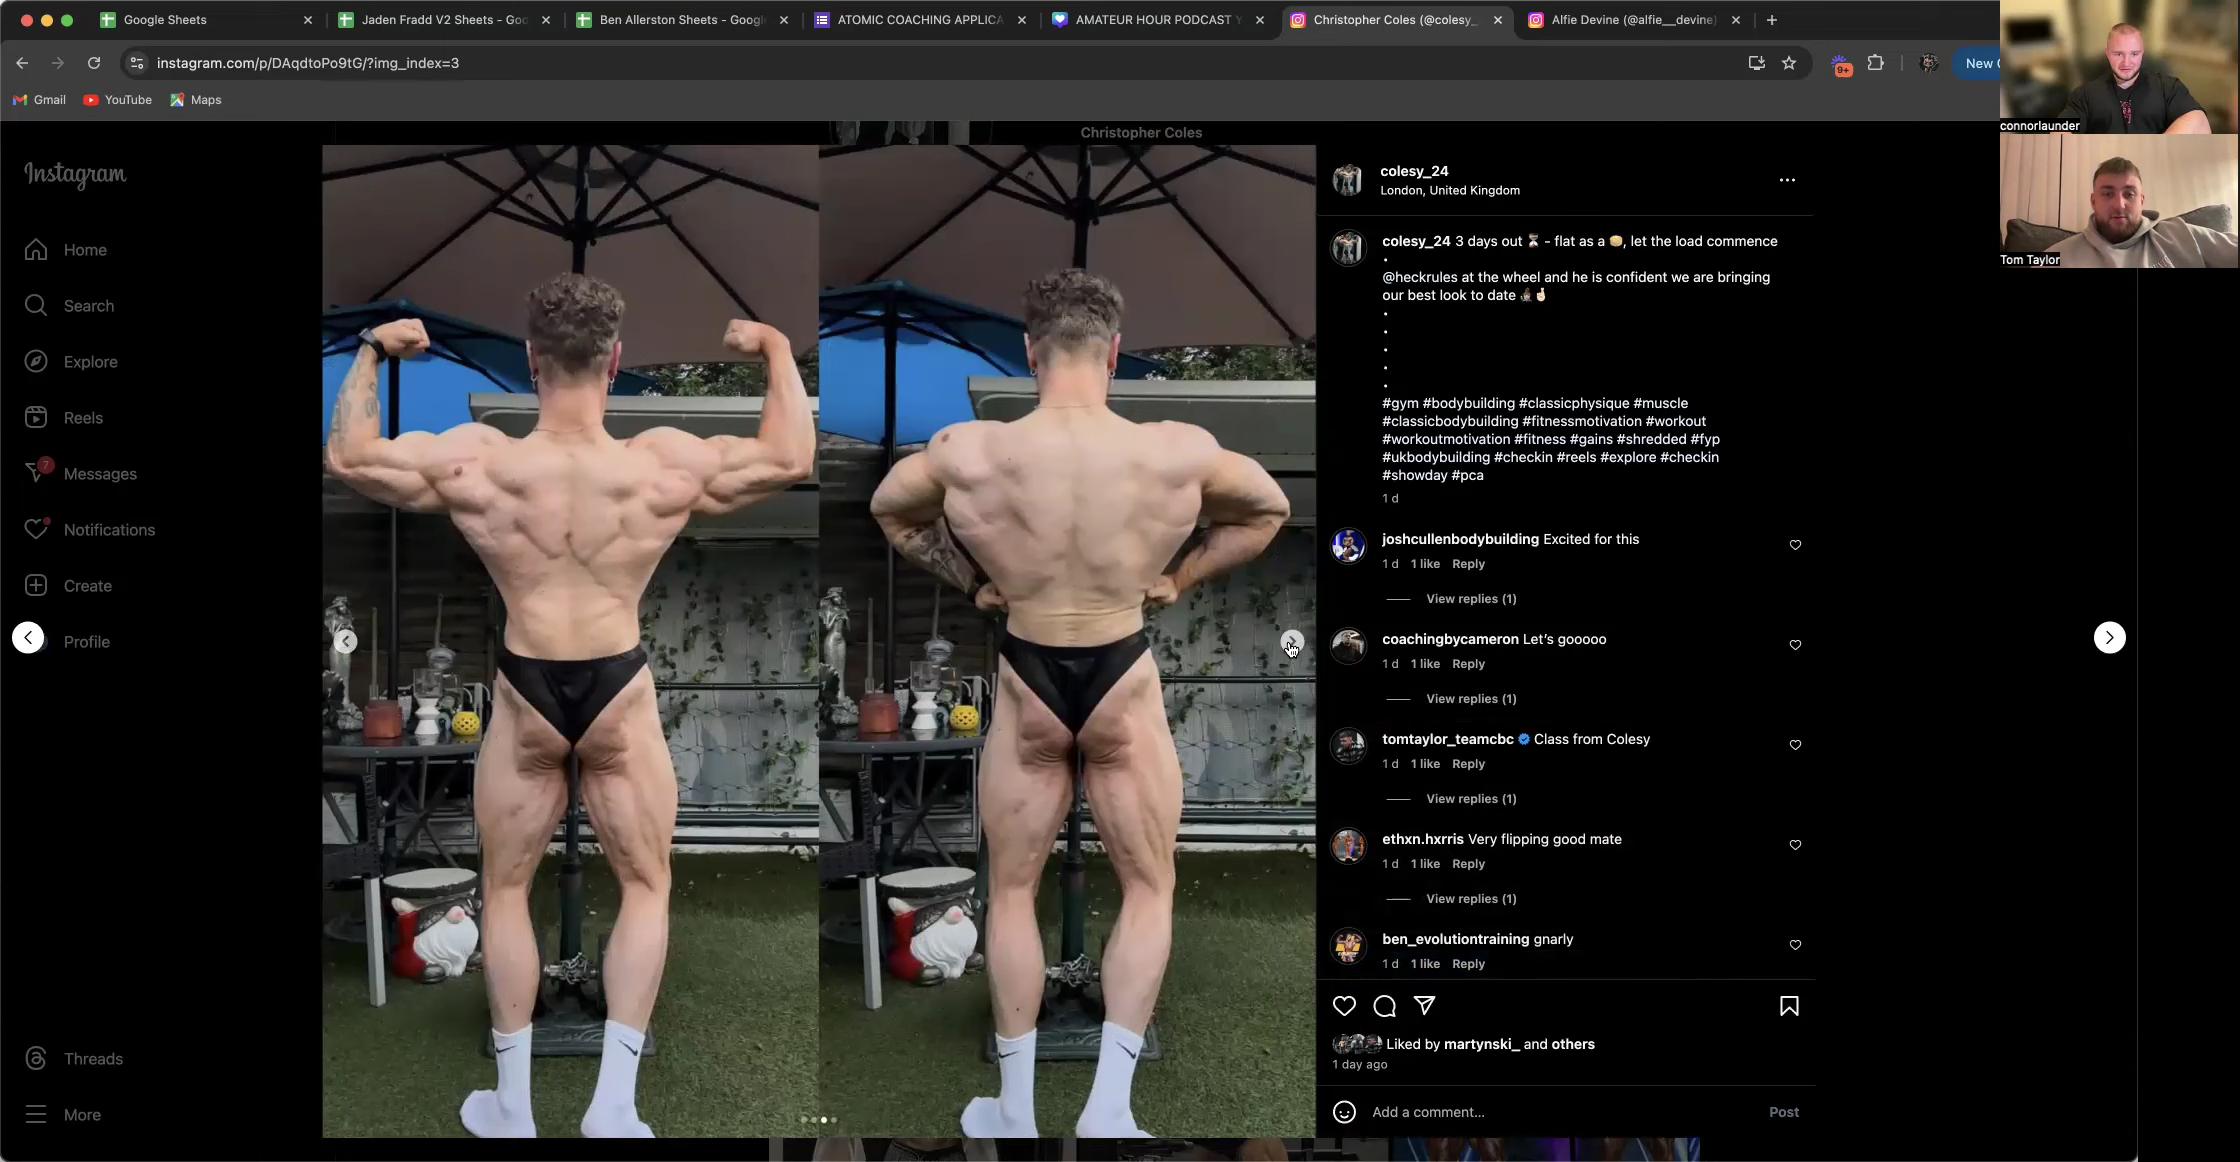 Google Sheets
Jaden Fradd V2 Sheets - Goo
Ben Allerston Sheets - Googl
ATOMIC COACHING APPLICA
AMATEUR HOUR PODCAST Y
Christopher Coles (@colesy_
Alfie Devine (@alfie__devine)
instagram.com/p/DAqdtoPo9tG/?img_index=3
9+
New
Gmail
YouTube
Maps
connorlaunder
Tom Taylor
Christopher Coles
Instagram
Home
Search
Explore
Reels
7
Messages
Notifications
Create
Profile
Threads
More
colesy_24
London, United Kingdom
colesy_24 3 days out ⏳ - flat as a 🥞, let the load commence
•
@heckrules at the wheel and he is confident we are bringing
our best look to date 🤞🏻
•
•
•
•
•
#gym #bodybuilding #classicphysique #muscle
#classicbodybuilding #fitnessmotivation #workout
#workoutmotivation #fitness #gains #shredded #fyp
#ukbodybuilding #checkin #reels #explore #checkin
#showday #pca
1 d
joshcullenbodybuilding Excited for this
1 d 1 like Reply
View replies (1)
coachingbycameron Let's gooooo
1 d 1 like Reply
View replies (1)
tomtaylor_teamcbc Class from Colesy
1 d 1 like Reply
View replies (1)
ethxn.hxrris Very flipping good mate
1 d 1 like Reply
View replies (1)
ben_evolutiontraining gnarly
1 d 1 like Reply
Liked by martynski_ and others
1 day ago
Add a comment...
Post